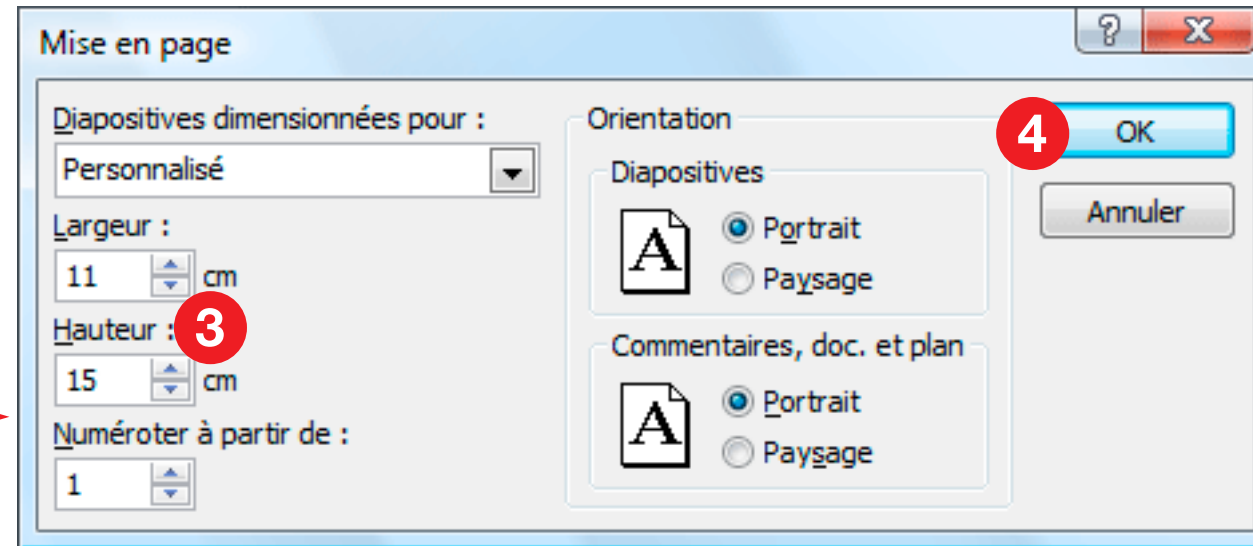 Mise en page
Diapositives dimensionnées pour :
Personnalisé
Largeur :
11 cm
Hauteur : 3
15 cm
Numéroter à partir de :
1
Orientation
Diapositives
A
Portrait
Paysage
Commentaires, doc. et plan
A
Portrait
Paysage
4 OK
Annuler